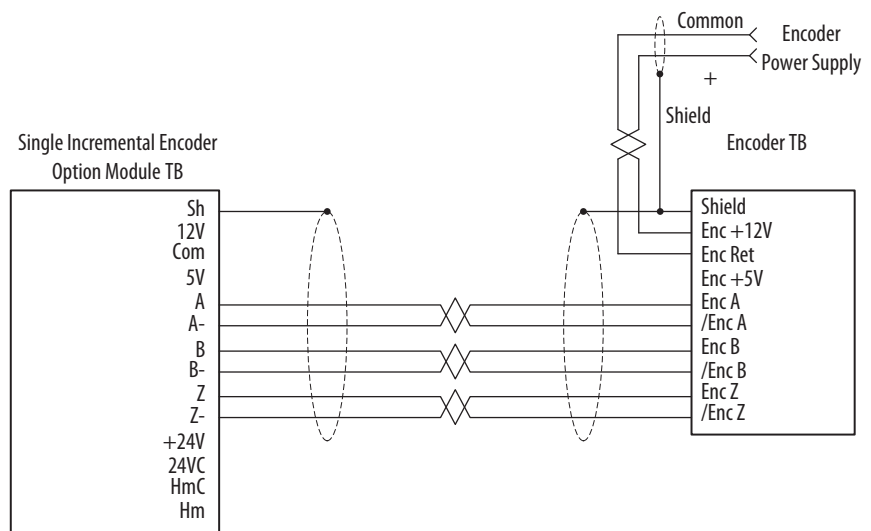 Common
Encoder
Power Supply
+
Shield
Single Incremental Encoder
Option Module TB
Encoder TB
Sh
12V
Com
5V
A
A-
B
B-
Z
Z-
+24V
24VC
HmC
Hm
Shield
Enc +12V
Enc Ret
Enc +5V
Enc A
/Enc A
Enc B
/Enc B
Enc Z
/Enc Z